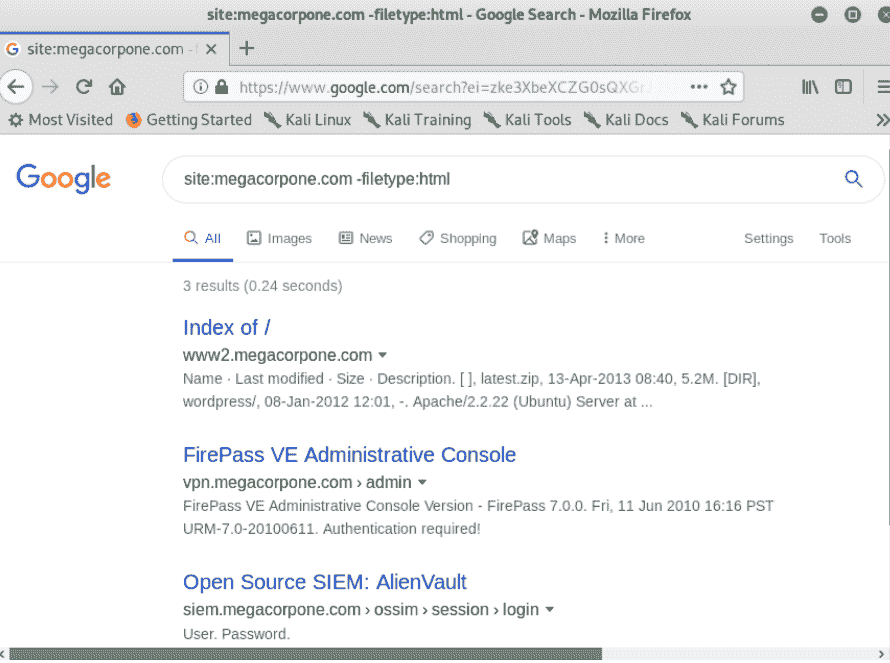 site:megacorpone.com -filetype:html - Google Search - Mozilla Firefox
site:megacorpone.com -f
https://www.google.com/search?ei=zke3XbeXCZG0sQXGr
Most Visited Getting Started Kali Linux Kali Training Kali Tools Kali Docs Kali Forums
Google site:megacorpone.com -filetype:html
All Images News Shopping Maps More Settings Tools
3 results (0.24 seconds)
Index of /
www2.megacorpone.com
Name · Last modified · Size · Description. [ ], latest.zip, 13-Apr-2013 08:40, 5.2M. [DIR],
wordpress/, 08-Jan-2012 12:01, -. Apache/2.2.22 (Ubuntu) Server at ...
FirePass VE Administrative Console
vpn.megacorpone.com › admin
FirePass VE Administrative Console Version - FirePass 7.0.0. Fri, 11 Jun 2010 16:16 PST
URM-7.0-20100611. Authentication required!
Open Source SIEM: AlienVault
siem.megacorpone.com › ossim › session › login
User. Password.